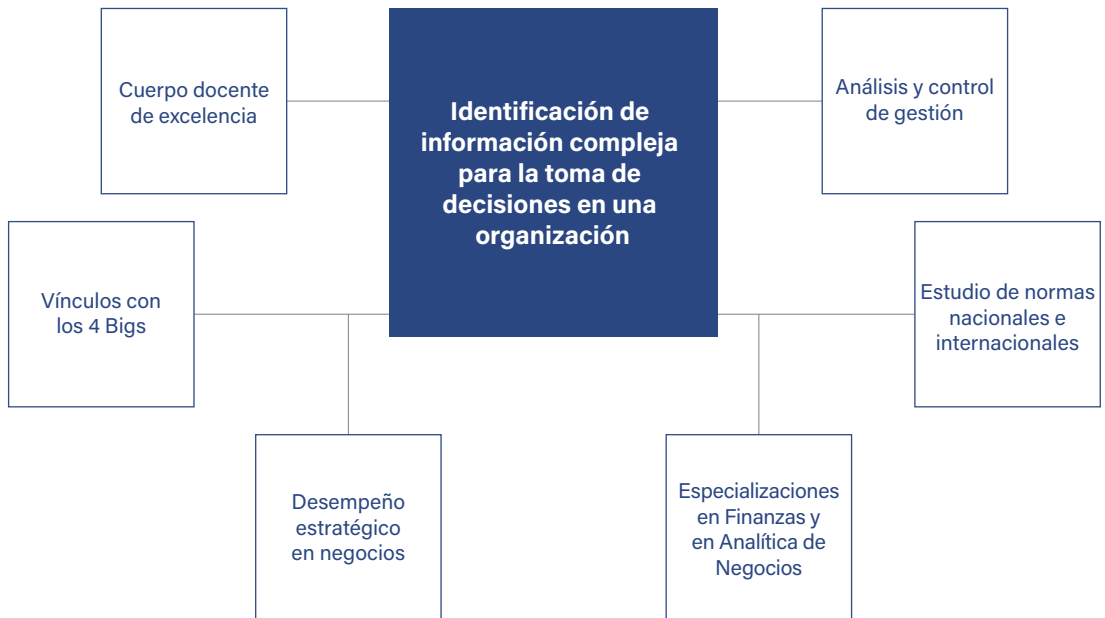 Cuerpo docente
de excelencia
Identificación de
información compleja
para la toma de
decisiones en una
organización
Análisis y control
de gestión
Vínculos con
los 4 Bigs
Estudio de normas
nacionales e
internacionales
Desempeño
estratégico
en negocios
Especializaciones
en Finanzas y
en Analítica de
Negocios